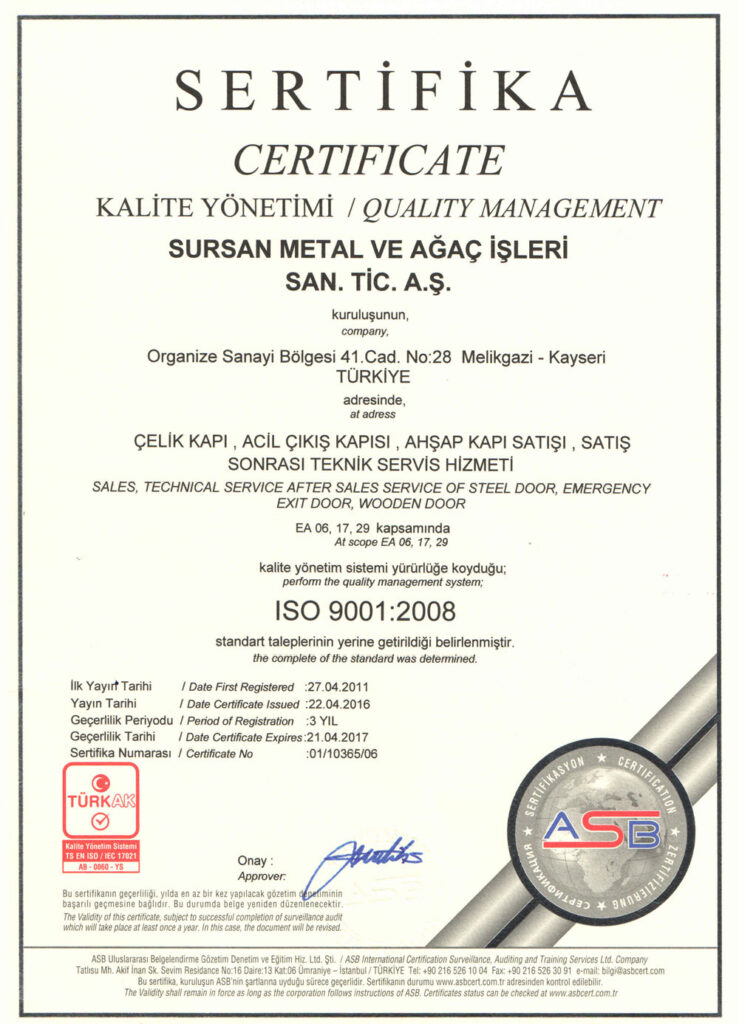 SERTİFİKA
CERTIFICATE
KALİTE YÖNETİMİ / QUALITY MANAGEMENT
SURSAN METAL VE AĞAÇ İŞLERİ
SAN. TİC. A.Ş.
kuruluşunun,
company,
Organize Sanayi Bölgesi 41.Cad. No:28 Melikgazi - Kayseri
TÜRKİYE
adresinde,
at adress
ÇELİK KAPI , ACİL ÇIKIŞ KAPISI , AHŞAP KAPI SATIŞI , SATIŞ
SONRASI TEKNİK SERVİS HİZMETİ
SALES, TECHNICAL SERVICE AFTER SALES SERVICE OF STEEL DOOR, EMERGENCY
EXIT DOOR, WOODEN DOOR
EA 06, 17, 29 kapsamında
At scope EA 06, 17, 29
kalite yönetim sistemi yürürlüğe koyduğu;
perform the quality management system;
ISO 9001:2008
standart taleplerinin yerine getirildiği belirlenmiştir.
the complete of the standard was determined.
İlk Yayın Tarihi / Date First Registered :27.04.2011
Yayın Tarihi / Date Certificate Issued :22.04.2016
Geçerlilik Periyodu / Period of Registration :3 YIL
Geçerlilik Tarihi / Date Certificate Expires:21.04.2017
Sertifika Numarası / Certificate No :01/10365/06
TÜRKAK
Kalite Yönetim Sistemi
TS EN ISO / IEC 17021
AB - 0060 - YS
SERTİFİKASYON ★ CERTIFICATION ★ ZERTIFIZIERUNG ★ СЕРТИФИКАЦИЯ ★
ASB
Onay :
Approver:
Bu sertifikanın geçerliliği, yılda en az bir kez yapılacak gözetim denetiminin
başarılı geçmesine bağlıdır. Bu durumda belge yeniden düzenlenecektir.
The Validity of this certificate, subject to successful completion of surveillance audit
which will take place at least once a year. In this case, the document will be revised.
ASB Uluslararası Belgelendirme Gözetim Denetim ve Eğitim Hiz. Ltd. Şti. / ASB International Certification Surveillance, Auditing and Training Services Ltd. Company
Tatlısu Mh. Akif İnan Sk. Sevim Residance No:16 Daire:13 Kat:06 Ümraniye – İstanbul / TÜRKİYE Tel: +90 216 526 10 04 Fax: +90 216 526 30 91 e-mail: bilgi@asbcert.com
Bu sertifika, kuruluşun ASB'nin şartlarına uyduğu sürece geçerlidir. Sertifikanın durumu www.asbcert.com.tr adresinden kontrol edilebilir.
The Validity shall remain in force as long as the corporation follows instructions of ASB. Certificates status can be checked at www.asbcert.com.tr